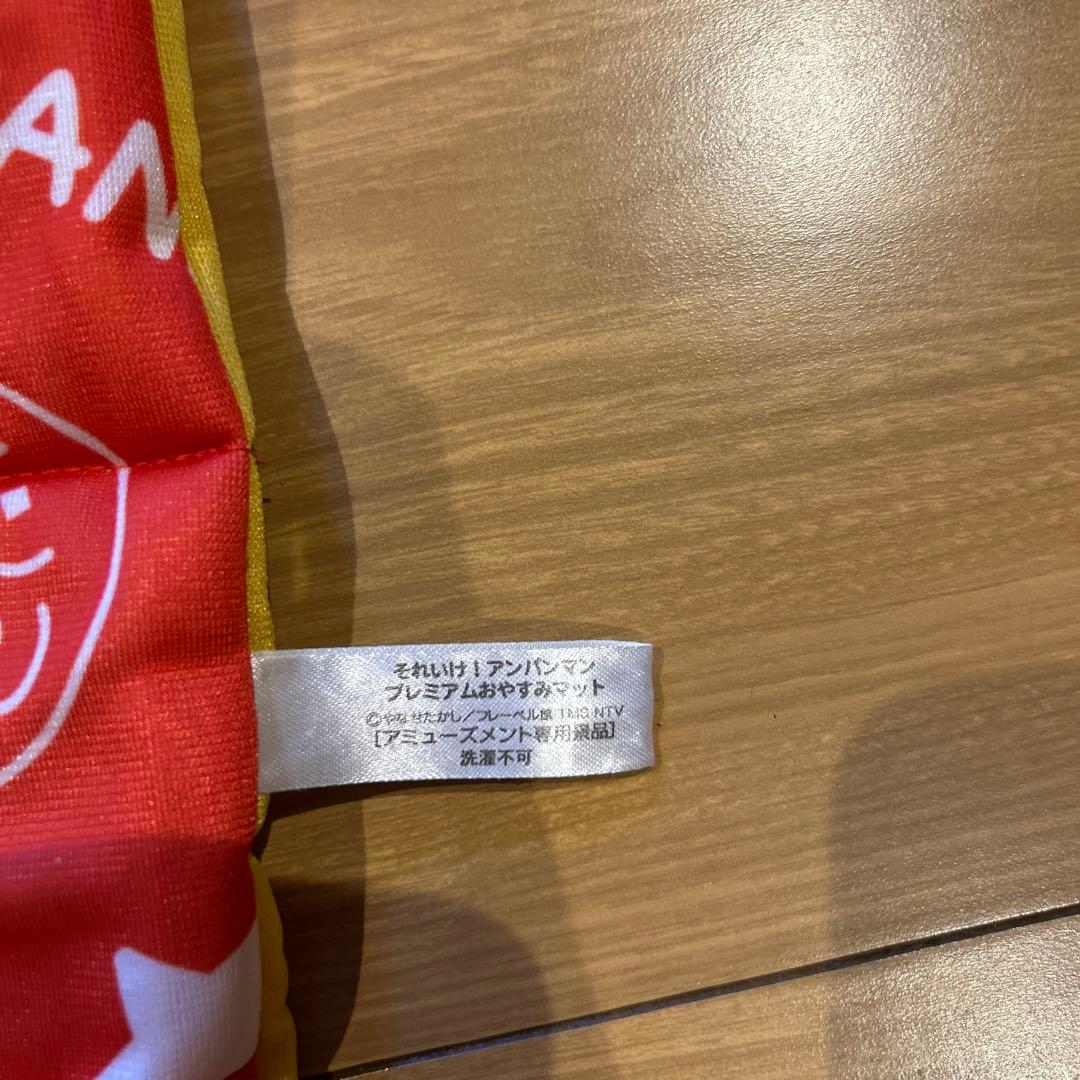 PAN
それいけ！アンパンマン
プレミアムおやすみマット
©やなせたかし／フレーベル館・TMS・NTV
[アミューズメント専用景品]
洗濯不可